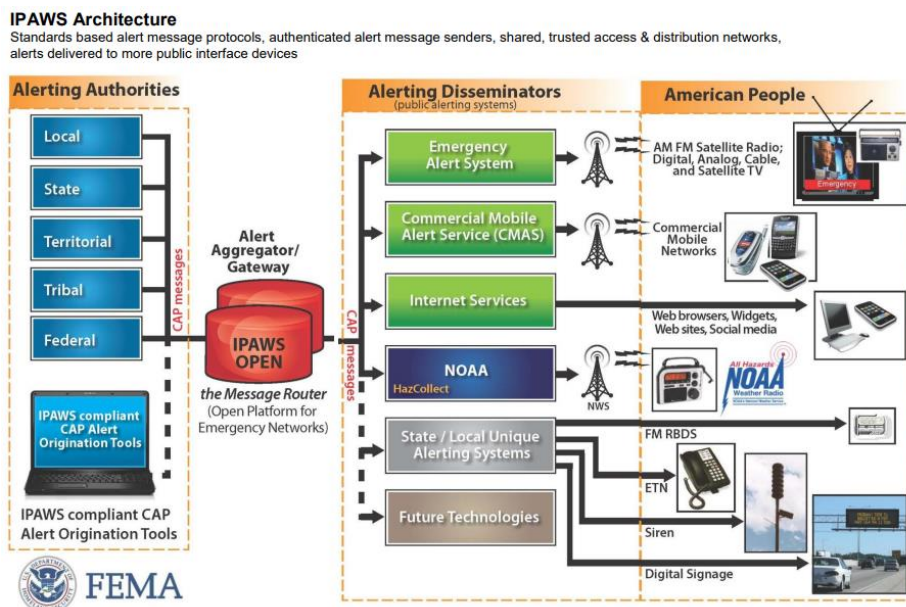 IPAWS Architecture
Standards based alert message protocols, authenticated alert message senders, shared, trusted access & distribution networks,
alerts delivered to more public interface devices
Alerting Authorities
Local
State
Territorial
Tribal
Federal
CAP messages
IPAWS compliant
CAP Alert
Origination Tools
IPAWS compliant CAP
Alert Origination Tools
FEMA
Alert
Aggregator/
Gateway
IPAWS
OPEN
the Message Router
(Open Platform for
Emergency Networks)
CAP messages
Alerting Disseminators
(public alerting systems)
Emergency
Alert System
Commercial Mobile
Alert Service (CMAS)
Internet Services
NOAA
HazCollect
NWS
State / Local Unique
Alerting Systems
Future Technologies
American People
AM FM Satellite Radio;
Digital, Analog, Cable,
and Satellite TV
Emergency
Commercial
Mobile
Networks
Web browsers, Widgets,
Web sites, Social media
All Hazards
NOAA
Weather Radio
FM RBDS
ETN
Siren
Digital Signage